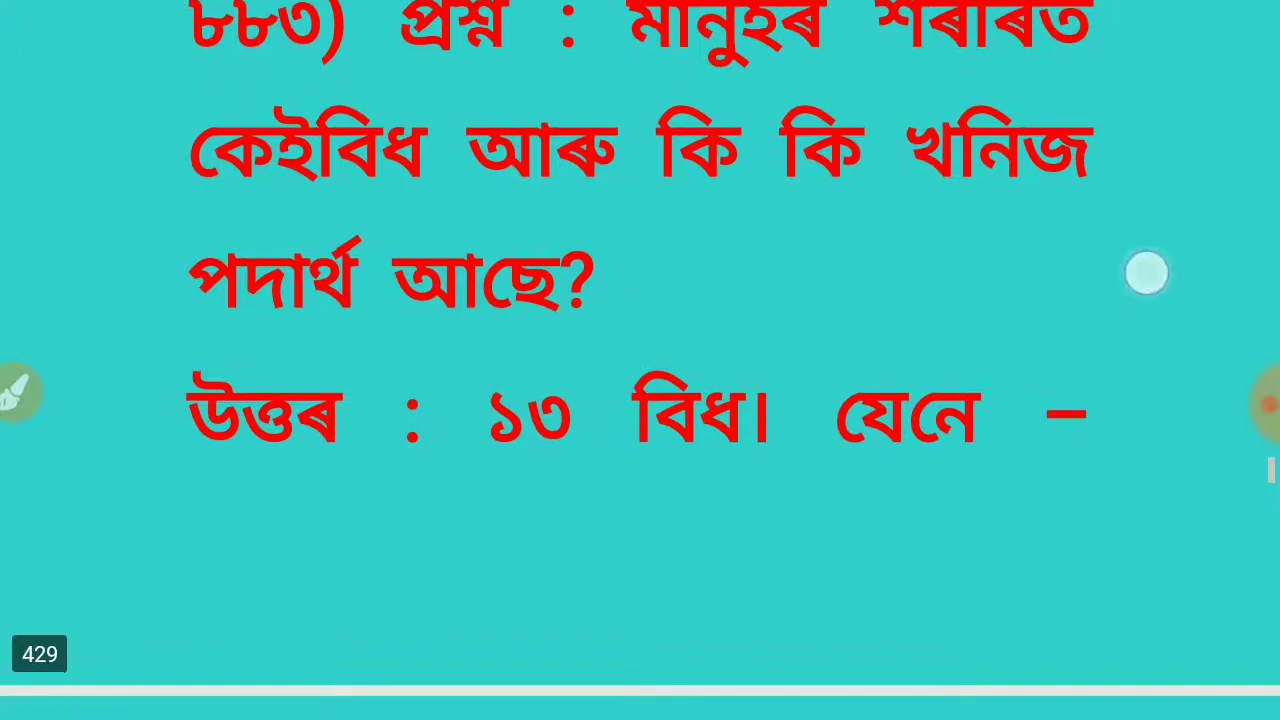 ৮৮৩) প্ৰশ্ন : মানুহৰ শৰীৰত
কেইবিধ আৰু কি কি খনিজ
পদাৰ্থ আছে?
উত্তৰ : ১৩ বিধ। যেনে –
429